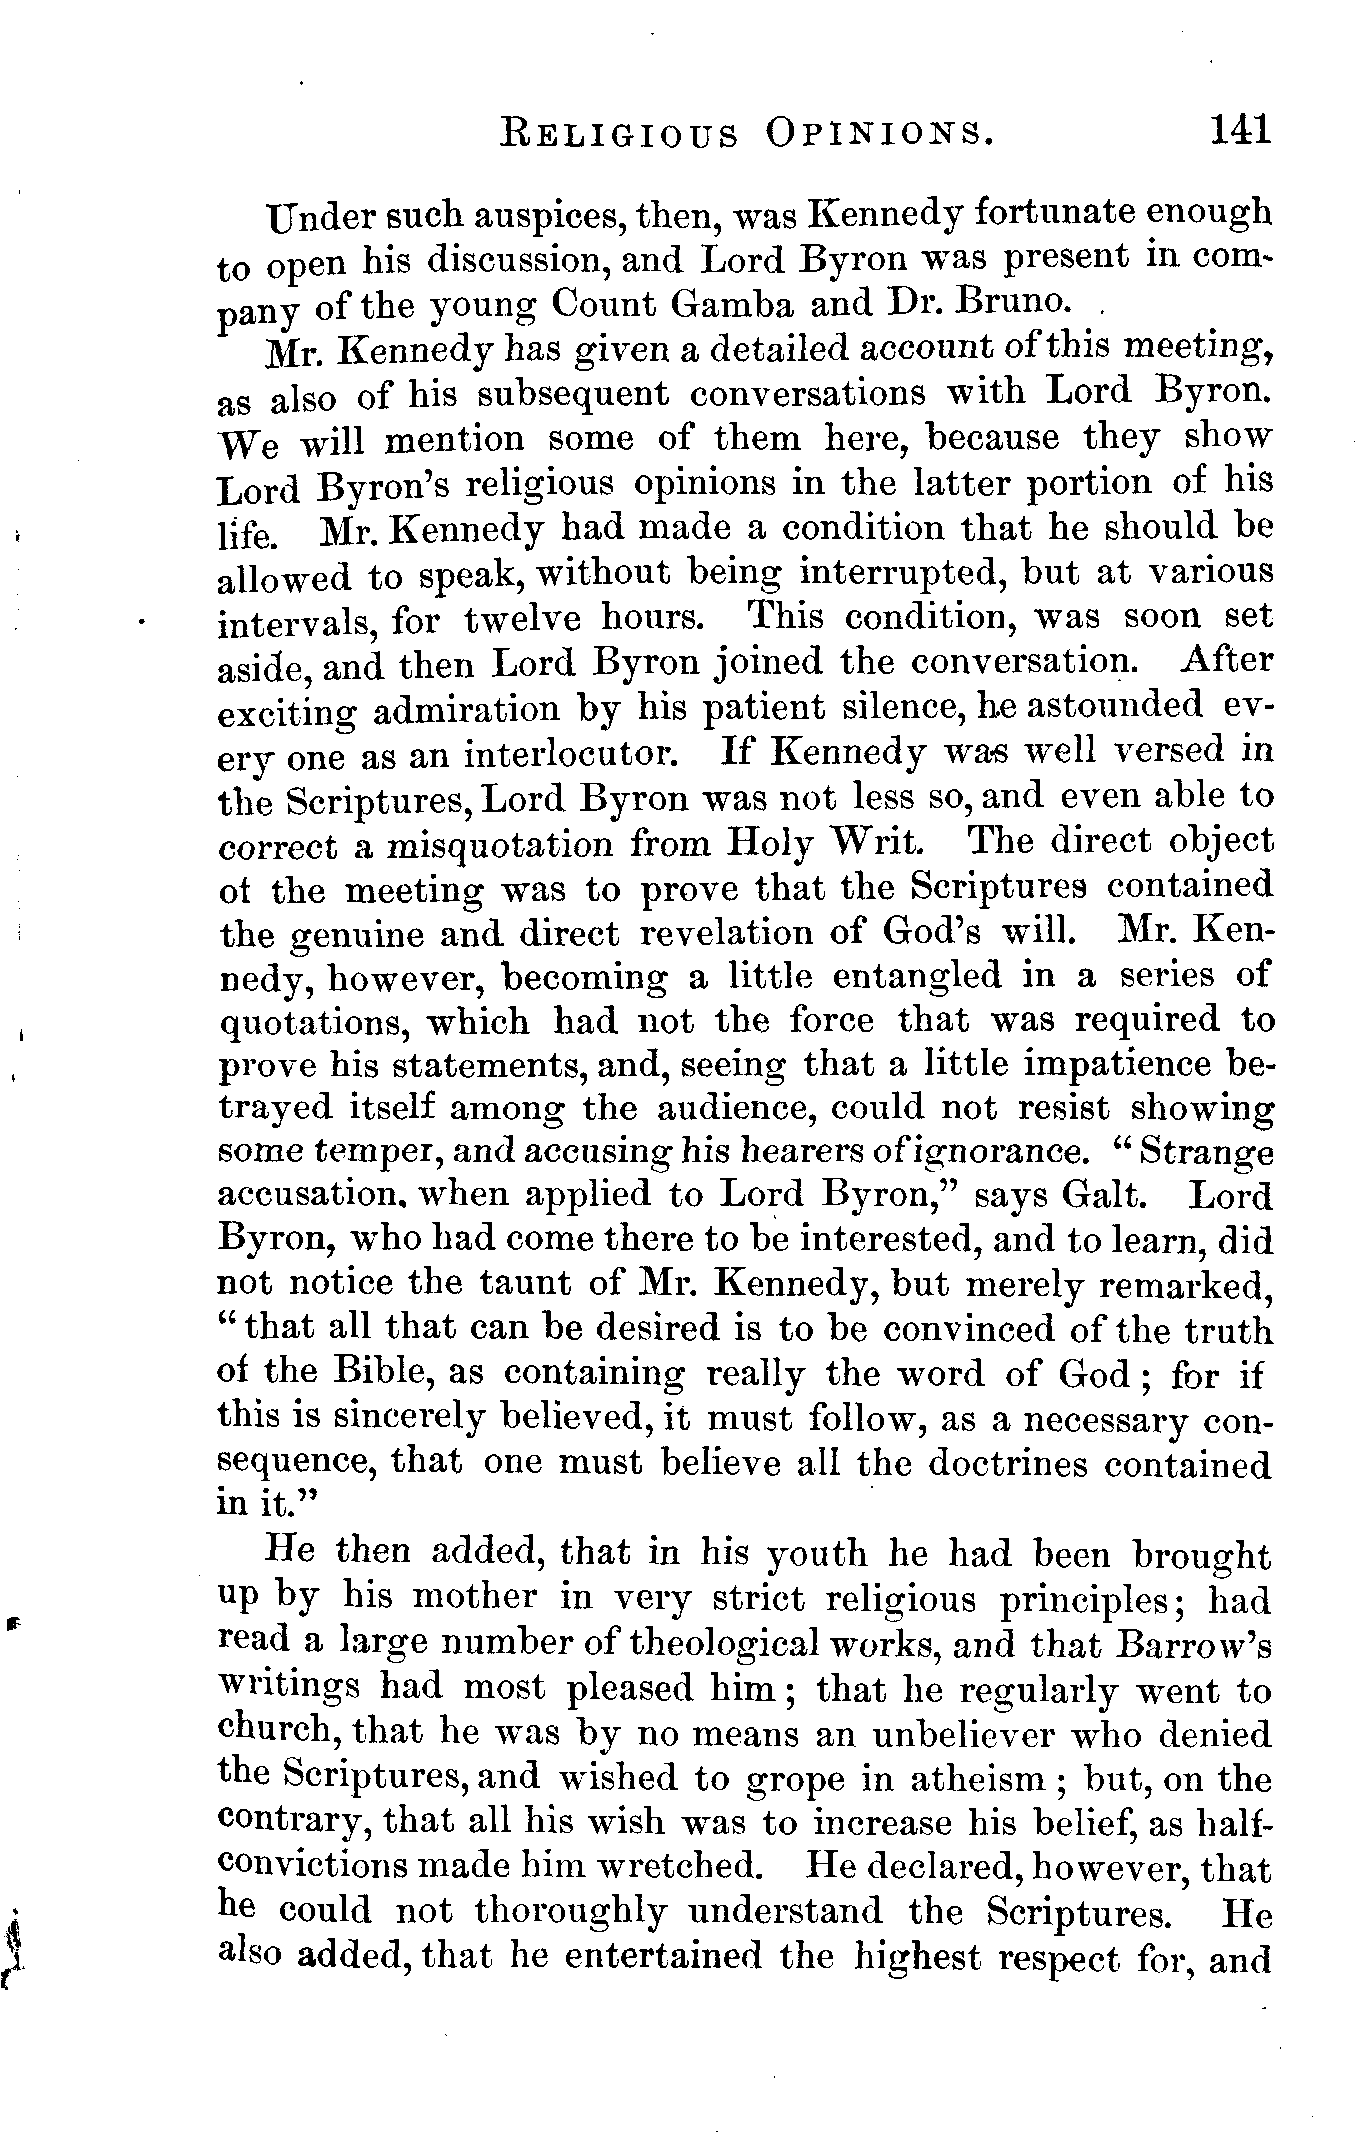 RELIGIOUS OPINIONS. 141
Under such auspices, then, was Kennedy fortunate enough
to open his discussion, and Lord Byron was present in com-
pany of the young Count Gamba and Dr. Bruno.
Mr. Kennedy has given a detailed account of this meeting,
as also of his subsequent conversations with Lord Byron.
We will mention some of them here, because they show
Lord Byron's religious opinions in the latter portion of his
life. Mr. Kennedy had made a condition that he should be
allowed to speak, without being interrupted, but at various
intervals, for twelve hours. This condition, was soon set
aside, and then Lord Byron joined the conversation. After
exciting admiration by his patient silence, he astounded ev-
ery one as an interlocutor. If Kennedy was well versed in
the Scriptures, Lord Byron was not less so, and even able to
correct a misquotation from Holy Writ. The direct object
of the meeting was to prove that the Scriptures contained
the genuine and direct revelation of God's will. Mr. Ken-
nedy, however, becoming a little entangled in a series of
quotations, which had not the force that was required to
prove his statements, and, seeing that a little impatience be-
trayed itself among the audience, could not resist showing
some temper, and accusing his hearers of ignorance. "Strange
accusation, when applied to Lord Byron," says Galt. Lord
Byron, who had come there to be interested, and to learn, did
not notice the taunt of Mr. Kennedy, but merely remarked,
"that all that can be desired is to be convinced of the truth
of the Bible, as containing really the word of God; for if
this is sincerely believed, it must follow, as a necessary con-
sequence, that one must believe all the doctrines contained
in it."
He then added, that in his youth he had been brought
up by his mother in very strict religious principles; had
read a large number of theological works, and that Barrow's
writings had most pleased him; that he regularly went to
church, that he was by no means an unbeliever who denied
the Scriptures, and wished to grope in atheism; but, on the
contrary, that all his wish was to increase his belief, as half-
convictions made him wretched. He declared, however, that
he could not thoroughly understand the Scriptures. He
also added, that he entertained the highest respect for, and